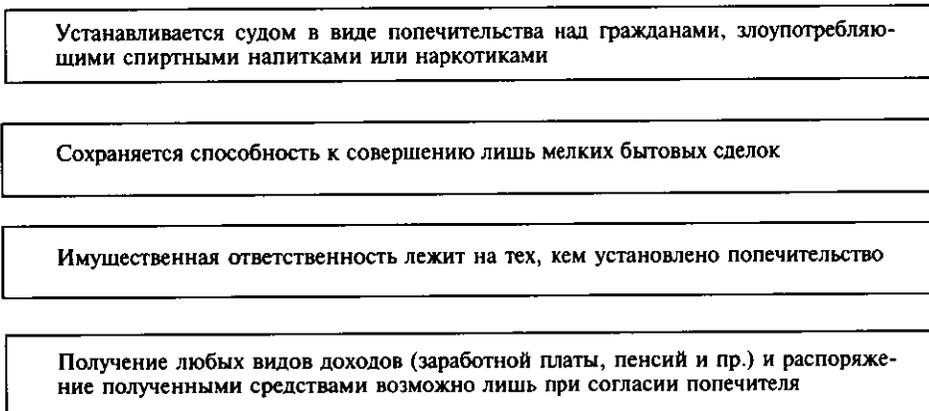 Устанавливается судом в виде попечительства над гражданами, злоупотребляю-
щими спиртными напитками или наркотиками
Сохраняется способность к совершению лишь мелких бытовых сделок
Имущественная ответственность лежит на тех, кем установлено попечительство
Получение любых видов доходов (заработной платы, пенсий и пр.) и распоряже-
ние полученными средствами возможно лишь при согласии попечителя